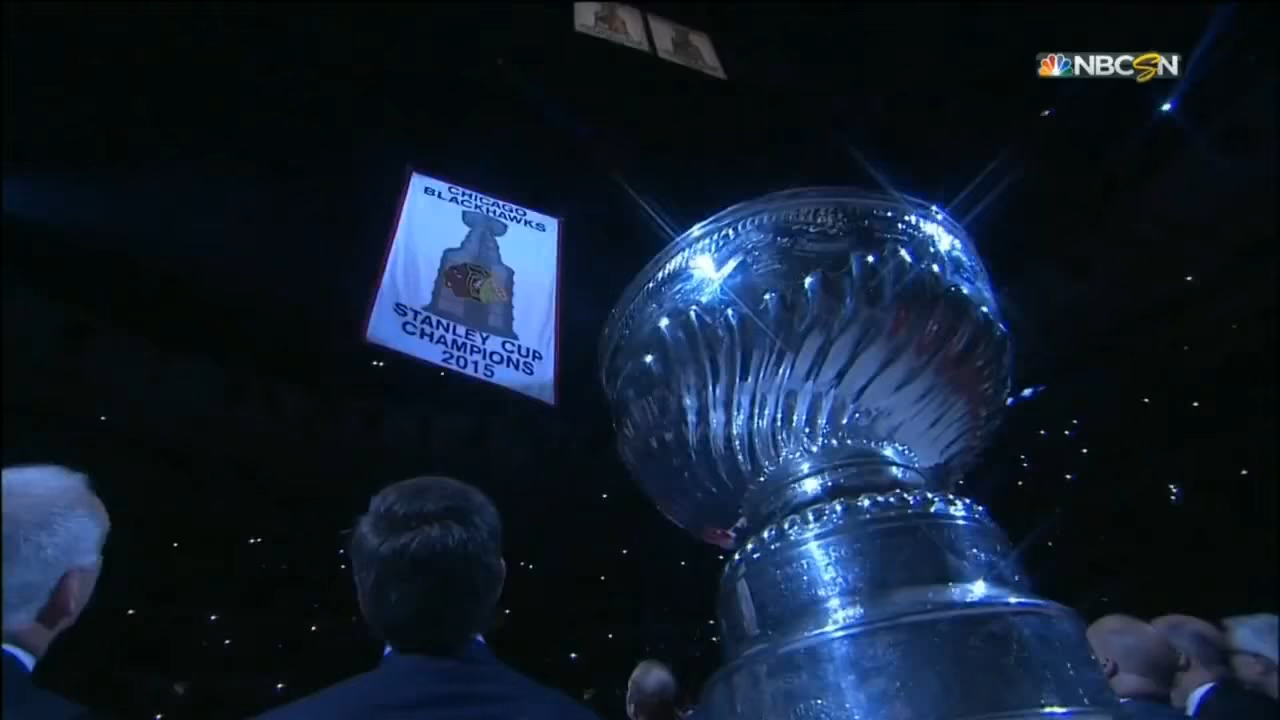 NBCSN
CHICAGO
BLACKHAWKS
STANLEY CUP
CHAMPIONS
2015